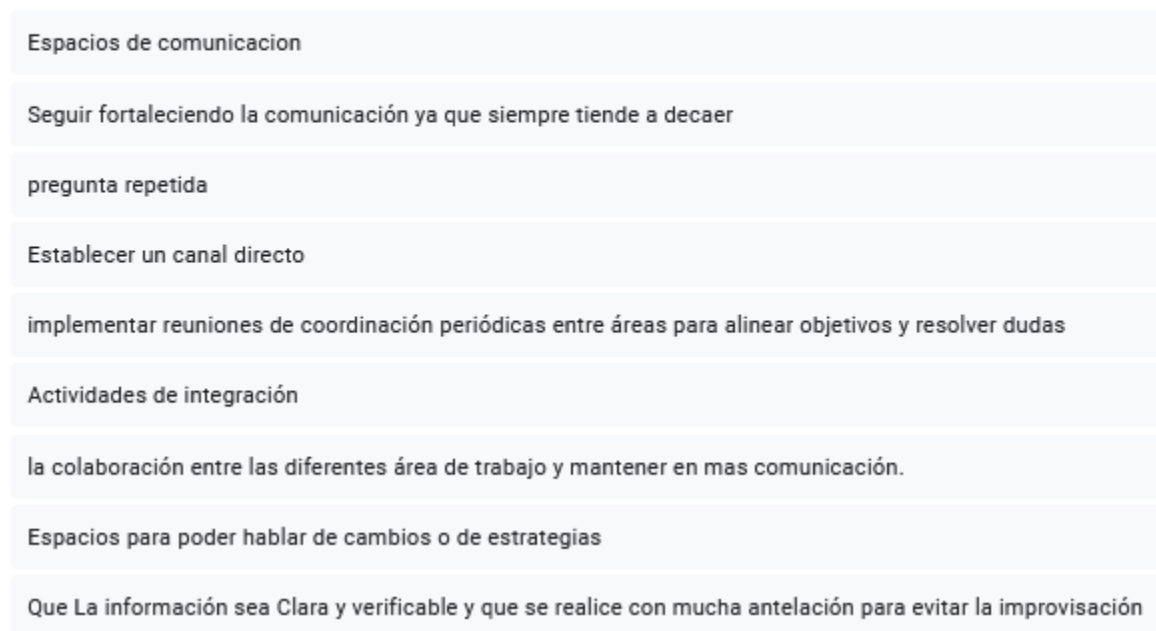 Espacios de comunicacion
Seguir fortaleciendo la comunicación ya que siempre tiende a decaer
pregunta repetida
Establecer un canal directo
implementar reuniones de coordinación periódicas entre áreas para alinear objetivos y resolver dudas
Actividades de integración
la colaboración entre las diferentes área de trabajo y mantener en mas comunicación.
Espacios para poder hablar de cambios o de estrategias
Que La información sea Clara y verificable y que se realice con mucha antelación para evitar la improvisación